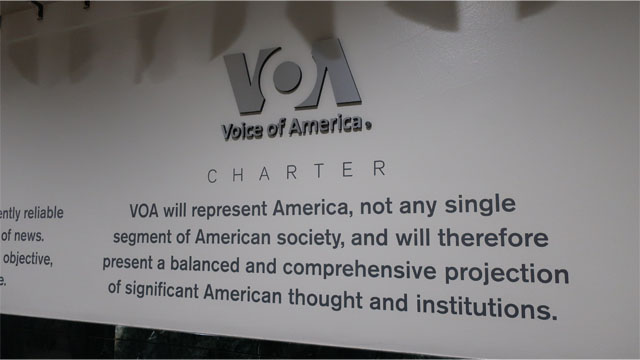 VOA
Voice of America
CHARTER
ently reliable
of news.
objective,
e.
VOA will represent America, not any single
segment of American society, and will therefore
present a balanced and comprehensive projection
of significant American thought and institutions.